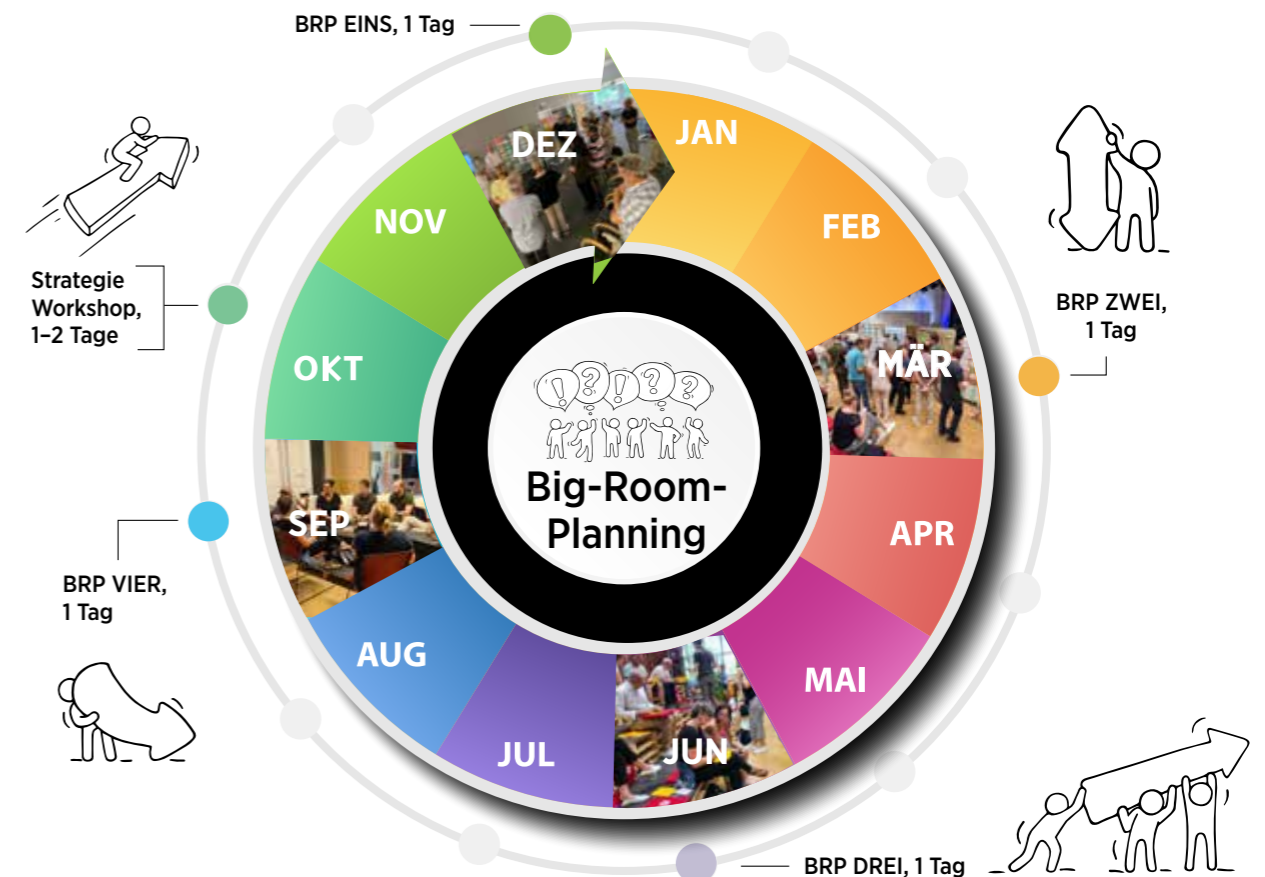 BRP EINS, 1 Tag
DEZ
JAN
NOV
FEB
Strategie
Workshop,
1–2 Tage
BRP ZWEI,
1 Tag
OKT
MÄR
!
?
!
?
?
Big-Room-
Planning
SEP
APR
BRP VIER,
1 Tag
AUG
MAI
JUL
JUN
BRP DREI, 1 Tag